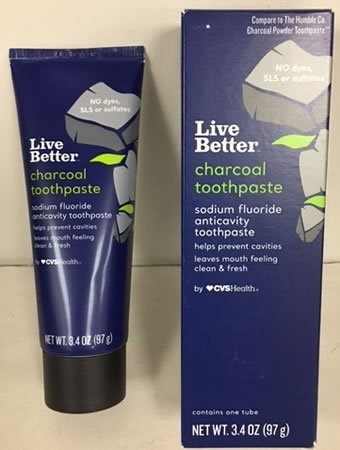 NO dyes,
SLS or sulfates
Live
Better
charcoal
toothpaste
sodium fluoride
anticavity toothpaste
helps prevent cavities
leaves mouth feeling
clean & fresh
by CVSHealth
NET WT. 3.4 OZ (97 g)
Compare to The Humble Co.
Charcoal Powder Toothpaste™
NO dyes,
SLS or sulfates
Live
Better
charcoal
toothpaste
sodium fluoride
anticavity
toothpaste
helps prevent cavities
leaves mouth feeling
clean & fresh
by CVSHealth
contains one tube
NET WT. 3.4 OZ (97 g)